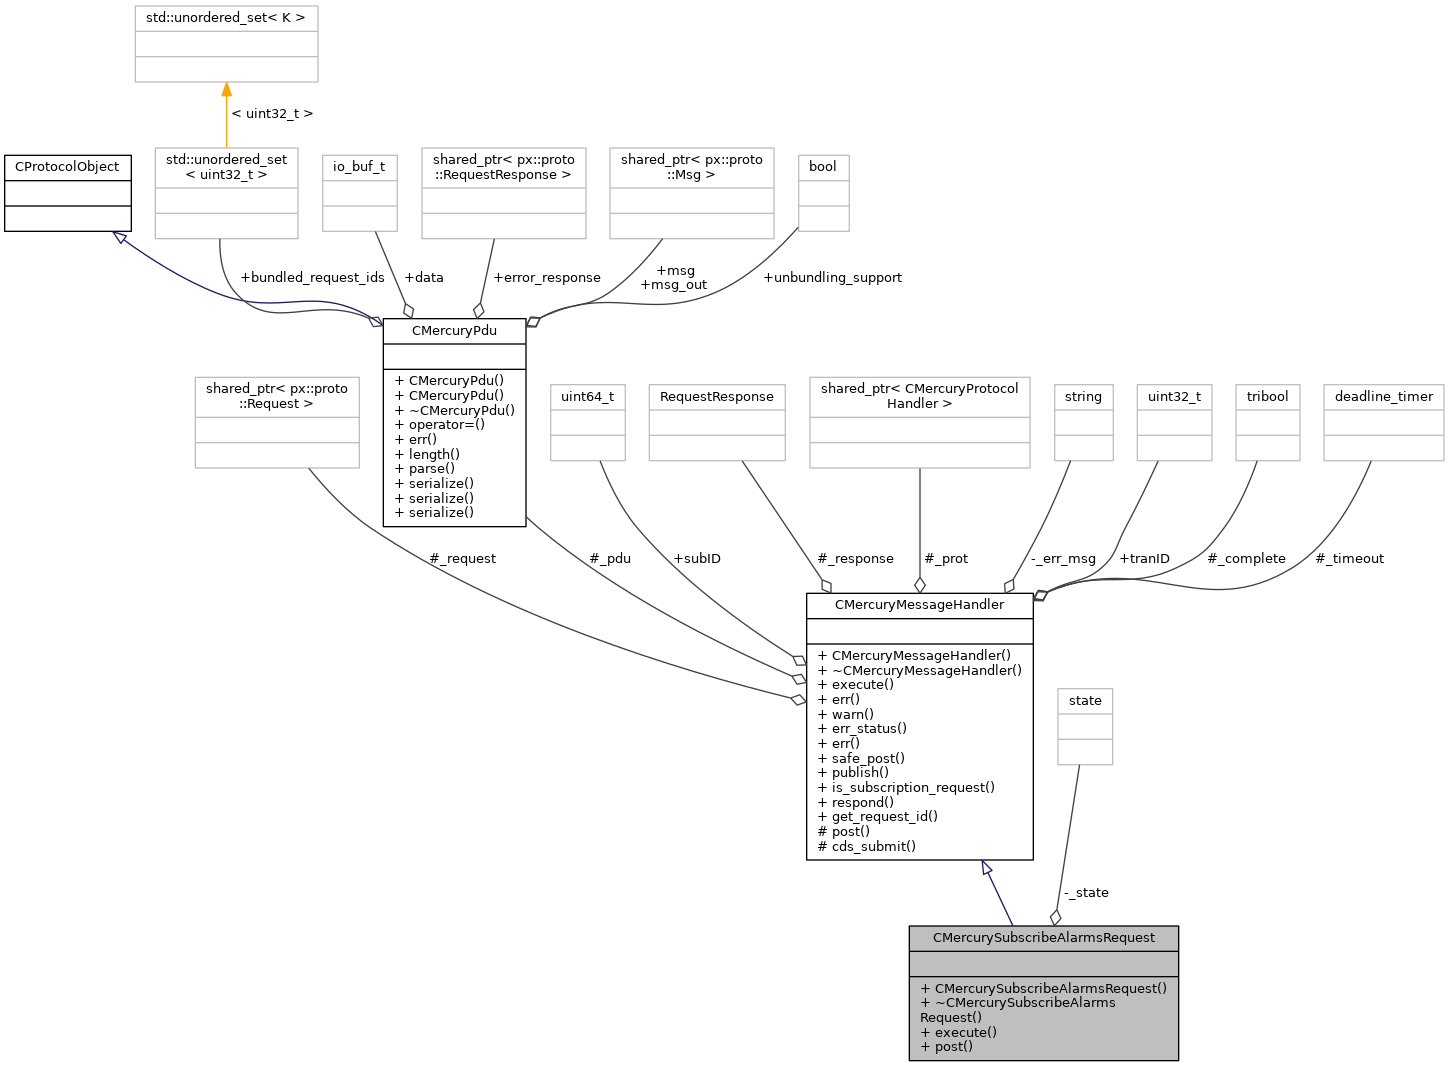 std::unordered_set< K >
< uint32_t >
CProtocolObject
std::unordered_set
< uint32_t >
io_buf_t
shared_ptr< px::proto
::RequestResponse >
shared_ptr< px::proto
::Msg >
bool
+bundled_request_ids
+data
+error_response
+msg
+msg_out
+unbundling_support
CMercuryPdu
+ CMercuryPdu()
+ CMercuryPdu()
+ ~CMercuryPdu()
+ operator=()
+ err()
+ length()
+ parse()
+ serialize()
+ serialize()
+ serialize()
shared_ptr< px::proto
::Request >
uint64_t
RequestResponse
shared_ptr< CMercuryProtocol
Handler >
string
uint32_t
tribool
deadline_timer
#_request
#_pdu
+subID
#_response
#_prot
-_err_msg
+tranID
#_complete
#_timeout
CMercuryMessageHandler
+ CMercuryMessageHandler()
+ ~CMercuryMessageHandler()
+ execute()
+ err()
+ warn()
+ err_status()
+ err()
+ safe_post()
+ publish()
+ is_subscription_request()
+ respond()
+ get_request_id()
# post()
# cds_submit()
state
-_state
CMercurySubscribeAlarmsRequest
+ CMercurySubscribeAlarmsRequest()
+ ~CMercurySubscribeAlarms
Request()
+ execute()
+ post()